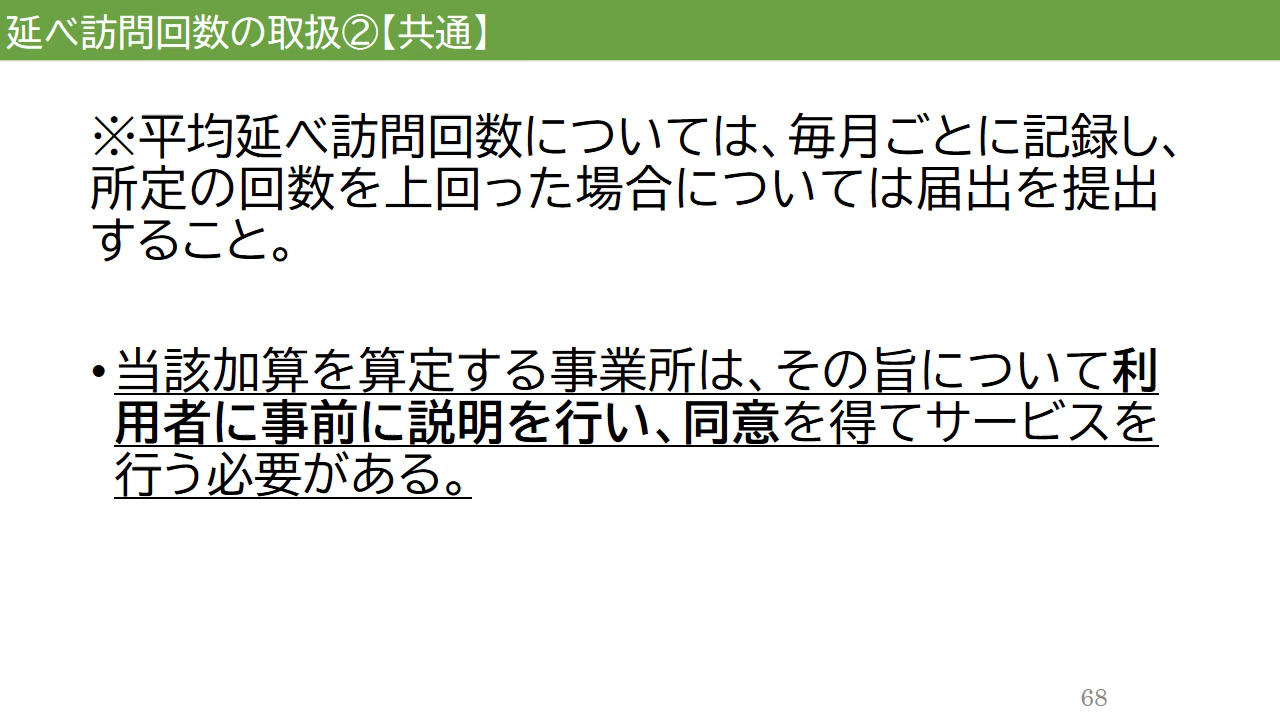 延べ訪問回数の取扱②【共通】
※平均延べ訪問回数については、毎月ごとに記録し、
所定の回数を上回った場合については届出を提出
すること。
•当該加算を算定する事業所は、その旨について利
用者に事前に説明を行い、同意を得てサービスを
行う必要がある。
68